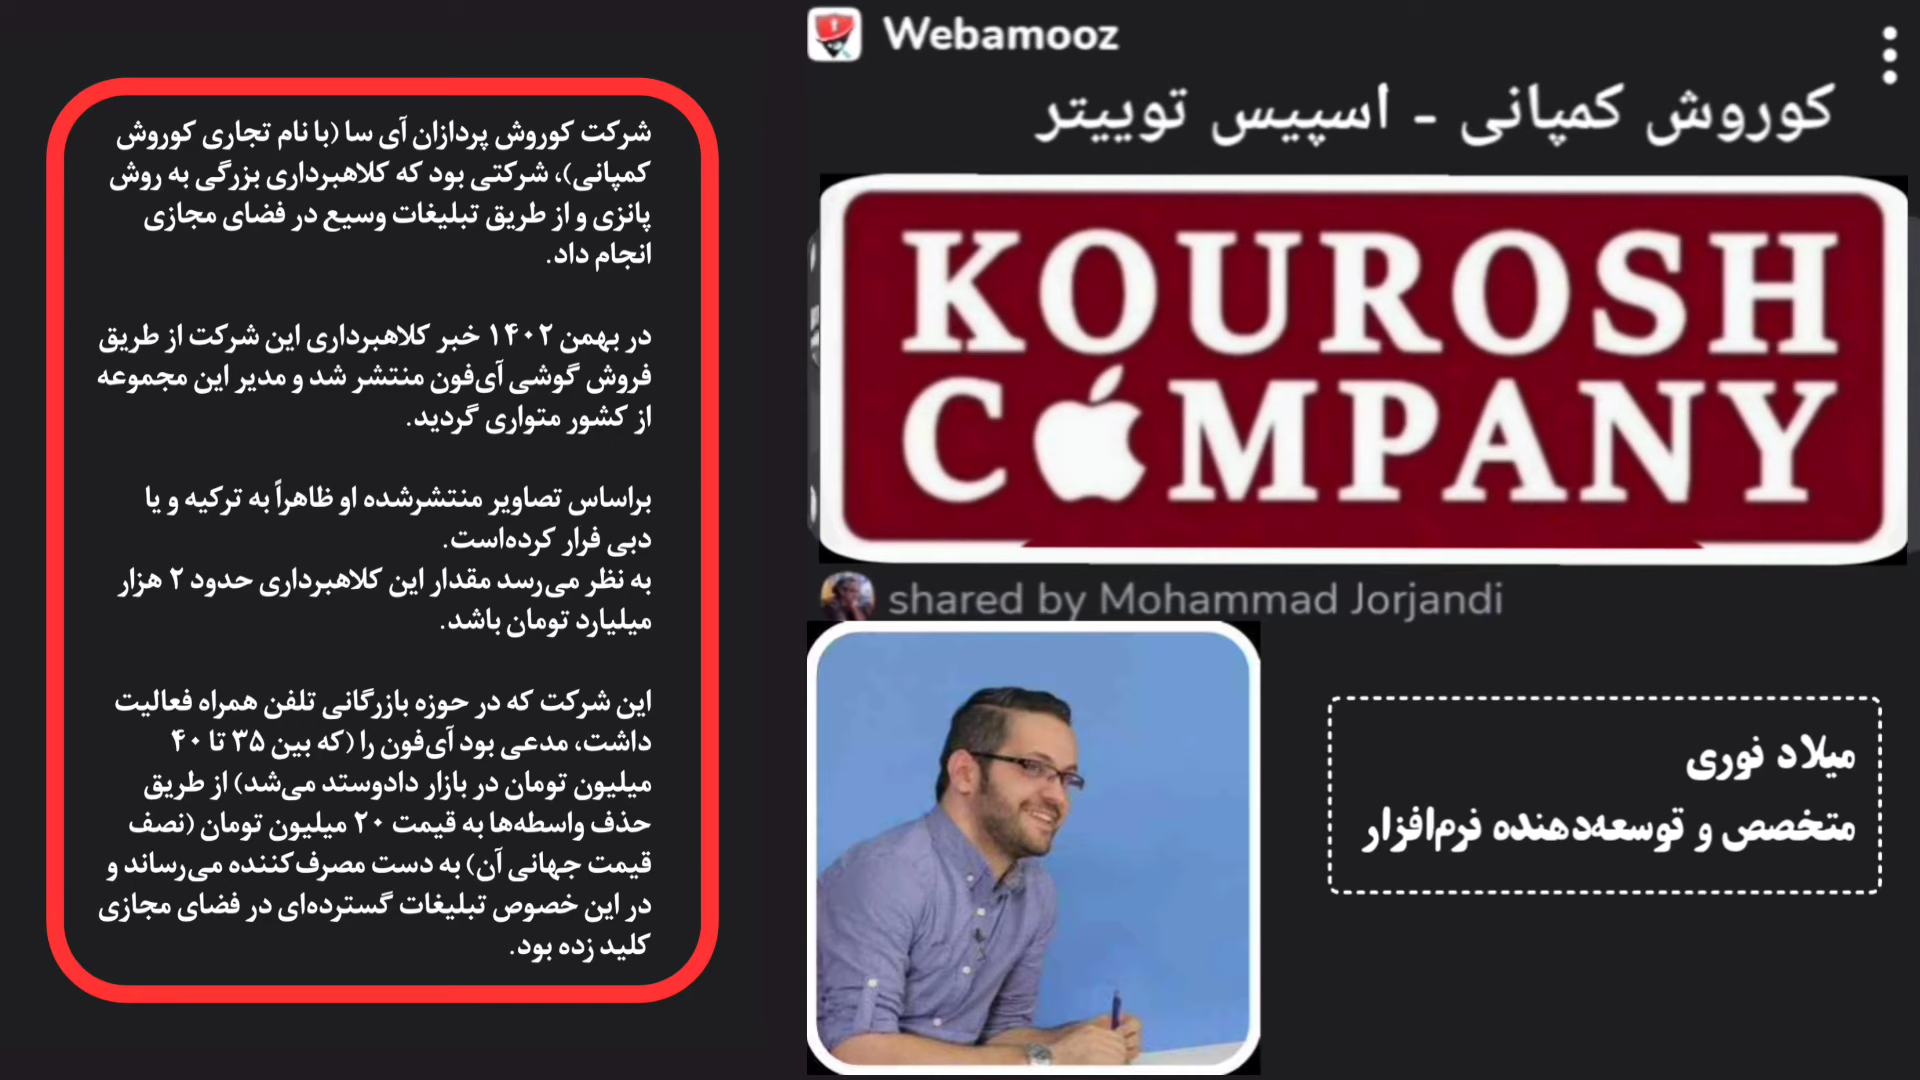 Webamooz
کوروش کمپانی - اسپیس توییتر
KOUROSH
COMPANY
shared by Mohammad Jorjandi
میلاد نوری
متخصص و توسعه‌دهنده نرم‌افزار
شرکت کوروش پردازان آی سا (با نام تجاری کوروش
کمپانی)، شرکتی بود که کلاهبرداری بزرگی به روش
پانزی و از طریق تبلیغات وسیع در فضای مجازی
انجام داد.
در بهمن ۱۴۰۲ خبر کلاهبرداری این شرکت از طریق
فروش گوشی آی‌فون منتشر شد و مدیر این مجموعه
از کشور متواری گردید.
براساس تصاویر منتشرشده او ظاهراً به ترکیه و یا
دبی فرار کرده‌است.
به نظر می‌رسد مقدار این کلاهبرداری حدود ۲ هزار
میلیارد تومان باشد.
این شرکت که در حوزه بازرگانی تلفن همراه فعالیت
داشت، مدعی بود آی‌فون را (که بین ۳۵ تا ۴۰
میلیون تومان در بازار دادوستد می‌شد) از طریق
حذف واسطه‌ها به قیمت ۲۰ میلیون تومان (نصف
قیمت جهانی آن) به دست مصرف‌کننده می‌رساند و
در این خصوص تبلیغات گسترده‌ای در فضای مجازی
کلید زده بود.